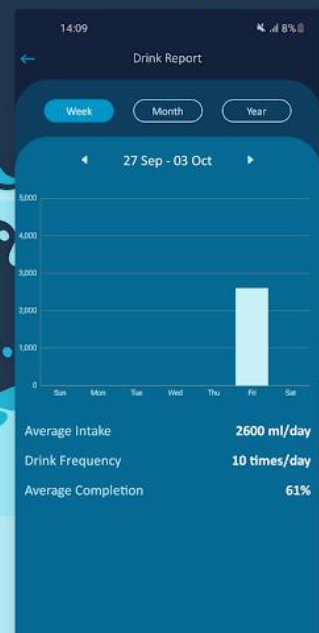 14:09 8%
Drink Report
Week Month Year
27 Sep - 03 Oct
5,000
4,000
3,000
2,000
1,000
0
Sun Mon Tue Wed Thu Fri Sat
Average Intake 2600 ml/day
Drink Frequency 10 times/day
Average Completion 61%